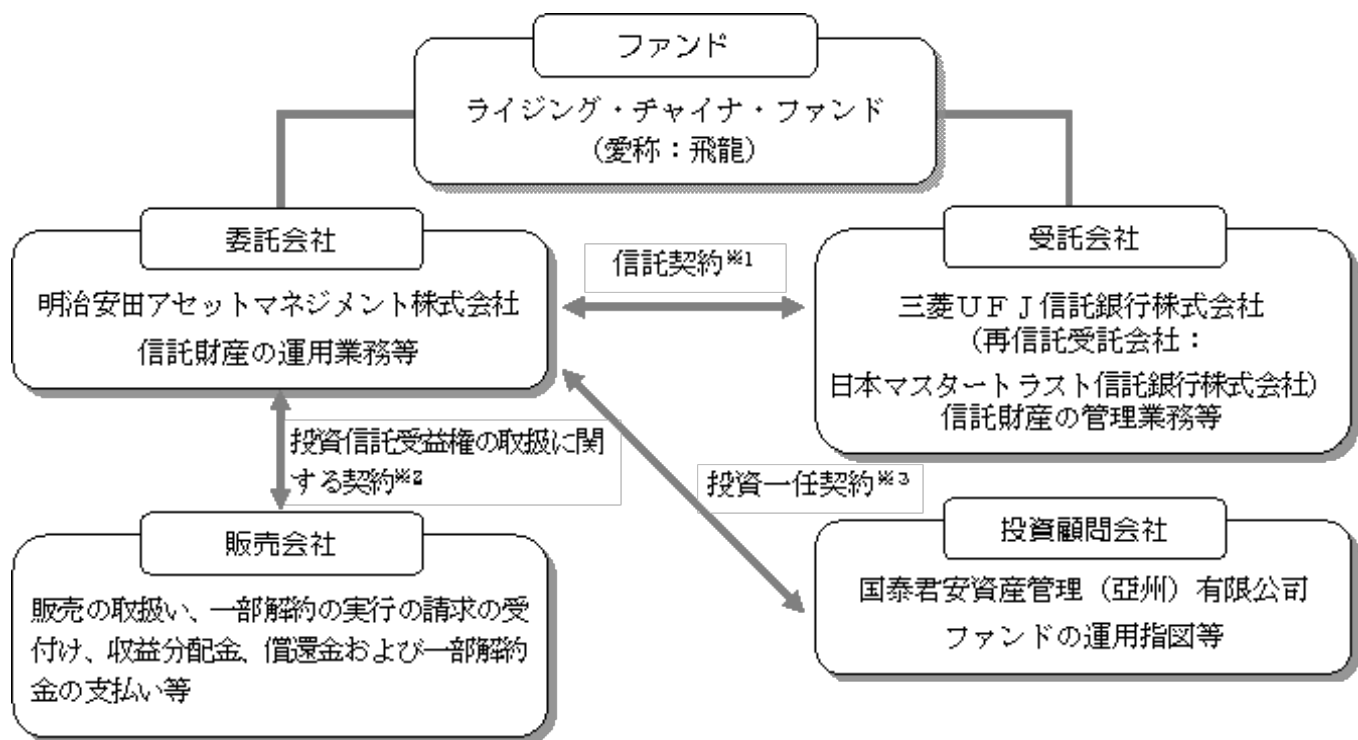 ファンド
ライジング・チャイナ・ファンド
（愛称：飛龍）
委託会社
明治安田アセットマネジメント株式会社
信託財産の運用業務等
信託契約※1
受託会社
三菱ＵＦＪ信託銀行株式会社
（再信託受託会社：
日本マスタートラスト信託銀行株式会社）
信託財産の管理業務等
投資信託受益権の取扱に関
する契約※2
投資一任契約※3
販売会社
販売の取扱い、一部解約の実行の請求の受
付け、収益分配金、償還金および一部解約
金の支払い等
投資顧問会社
国泰君安資産管理（亞州）有限公司
ファンドの運用指図等